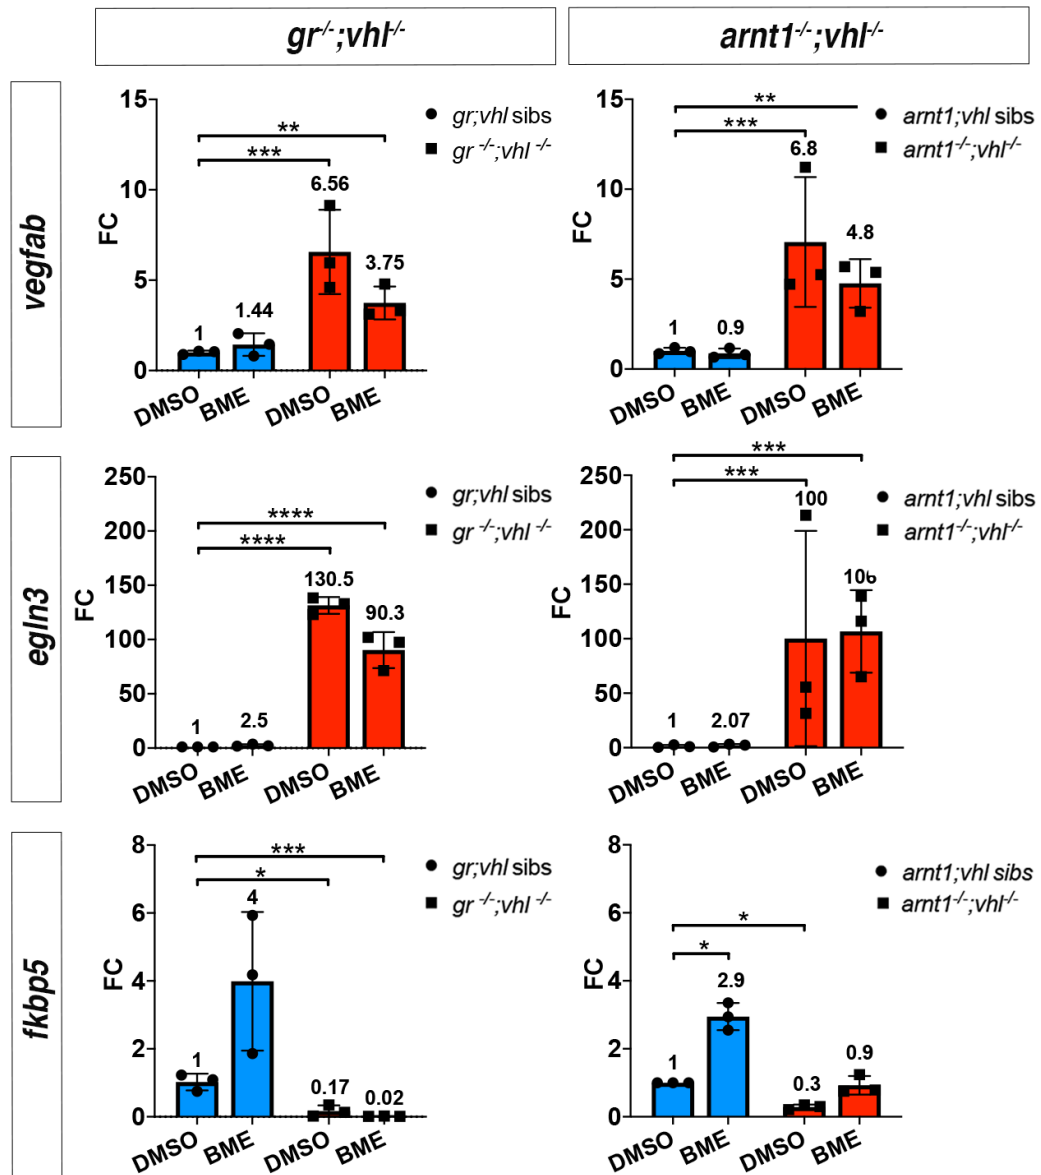 gr-/-;vhl-/-
arnt1-/-;vhl-/-
vegfab
15
10
5
0
FC
**
***
1
1.44
6.56
3.75
DMSO
BME
DMSO
BME
gr;vhl sibs
gr -/-;vhl -/-
15
10
5
0
FC
**
***
1
0.9
6.8
4.8
DMSO
BME
DMSO
BME
arnt1;vhl sibs
arnt1-/-;vhl-/-
egln3
250
200
150
100
50
0
FC
****
****
1
2.5
130.5
90.3
DMSO
BME
DMSO
BME
gr;vhl sibs
gr -/-;vhl -/-
250
200
150
100
50
0
FC
***
***
1
2.07
100
106
DMSO
BME
DMSO
BME
arnt1;vhl sibs
arnt1-/-;vhl-/-
fkbp5
8
6
4
2
0
FC
***
*
1
4
0.17
0.02
DMSO
BME
DMSO
BME
gr;vhl sibs
gr -/-;vhl -/-
8
6
4
2
0
FC
*
*
1
2.9
0.3
0.9
DMSO
BME
DMSO
BME
arnt1;vhl sibs
arnt1-/-;vhl-/-